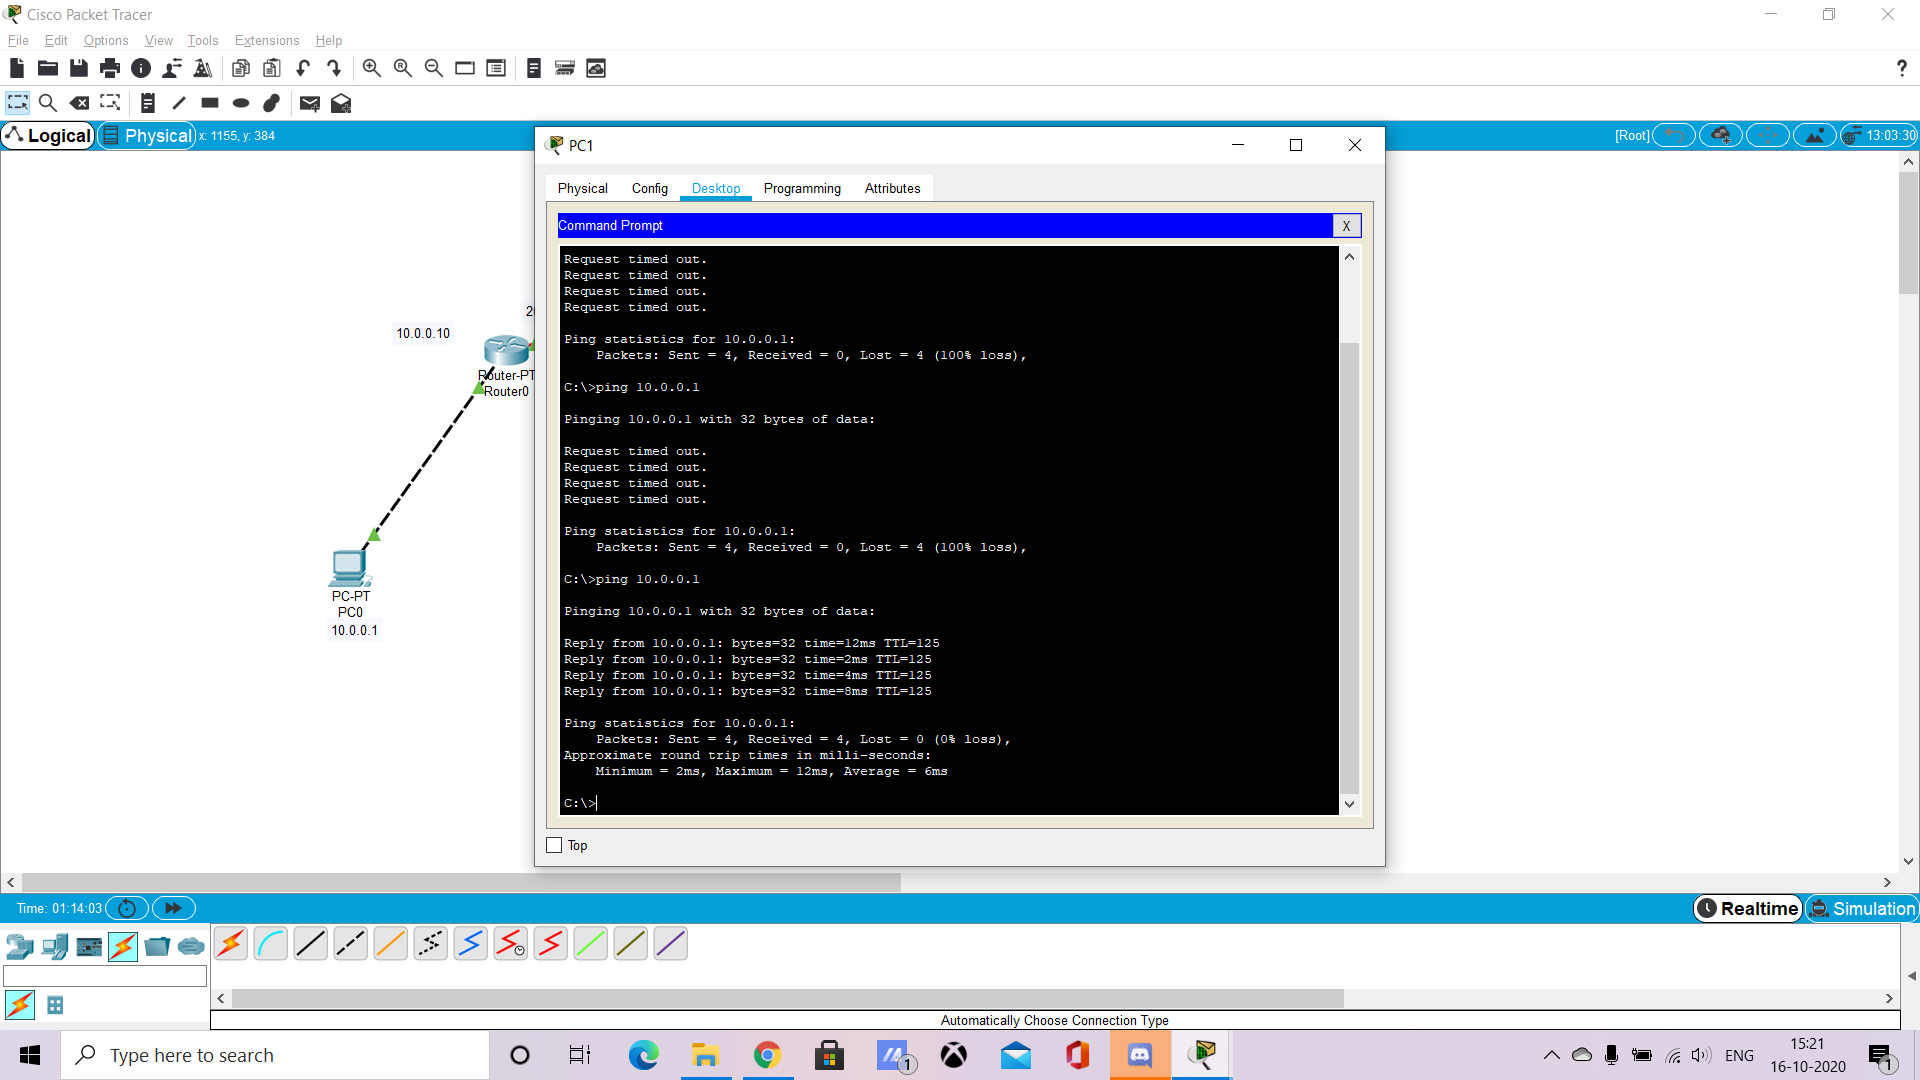 Cisco Packet Tracer
File Edit Options View Tools Extensions Help
?
Logical Physical x: 1155, y: 384
[Root] 13:03:30
PC1
Physical Config Desktop Programming Attributes
Command Prompt X
Request timed out.
Request timed out.
Request timed out.
Request timed out.
Ping statistics for 10.0.0.1:
Packets: Sent = 4, Received = 0, Lost = 4 (100% loss),
C:\>ping 10.0.0.1
Pinging 10.0.0.1 with 32 bytes of data:
Request timed out.
Request timed out.
Request timed out.
Request timed out.
Ping statistics for 10.0.0.1:
Packets: Sent = 4, Received = 0, Lost = 4 (100% loss),
C:\>ping 10.0.0.1
Pinging 10.0.0.1 with 32 bytes of data:
Reply from 10.0.0.1: bytes=32 time=12ms TTL=125
Reply from 10.0.0.1: bytes=32 time=2ms TTL=125
Reply from 10.0.0.1: bytes=32 time=4ms TTL=125
Reply from 10.0.0.1: bytes=32 time=8ms TTL=125
Ping statistics for 10.0.0.1:
Packets: Sent = 4, Received = 4, Lost = 0 (0% loss),
Approximate round trip times in milli-seconds:
Minimum = 2ms, Maximum = 12ms, Average = 6ms
C:\>
Top
20
10.0.0.10
Router-PT
Router0
PC-PT
PC0
10.0.0.1
Time: 01:14:03
Realtime Simulation
Automatically Choose Connection Type
Type here to search
1
ENG
15:21
16-10-2020
1